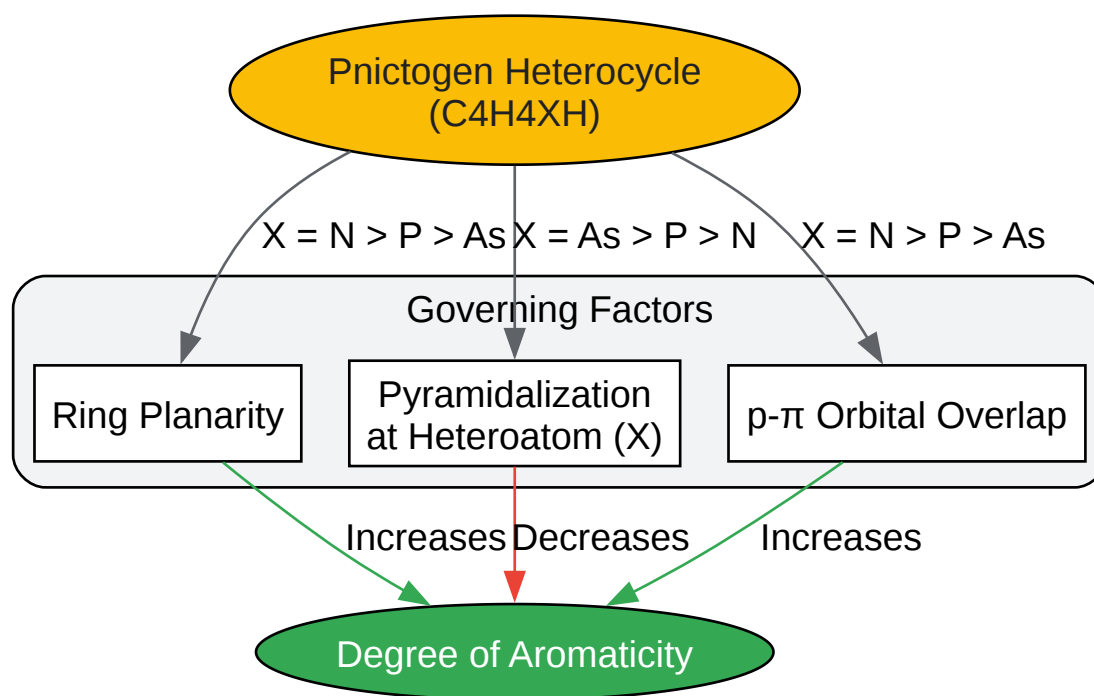 Pnictogen Heterocycle
(C4H4XH)
X = N > P > As
X = As > P > N
X = N > P > As
Governing Factors
Ring Planarity
Pyramidalization
at Heteroatom (X)
p-π Orbital Overlap
Increases
Decreases
Increases
Degree of Aromaticity